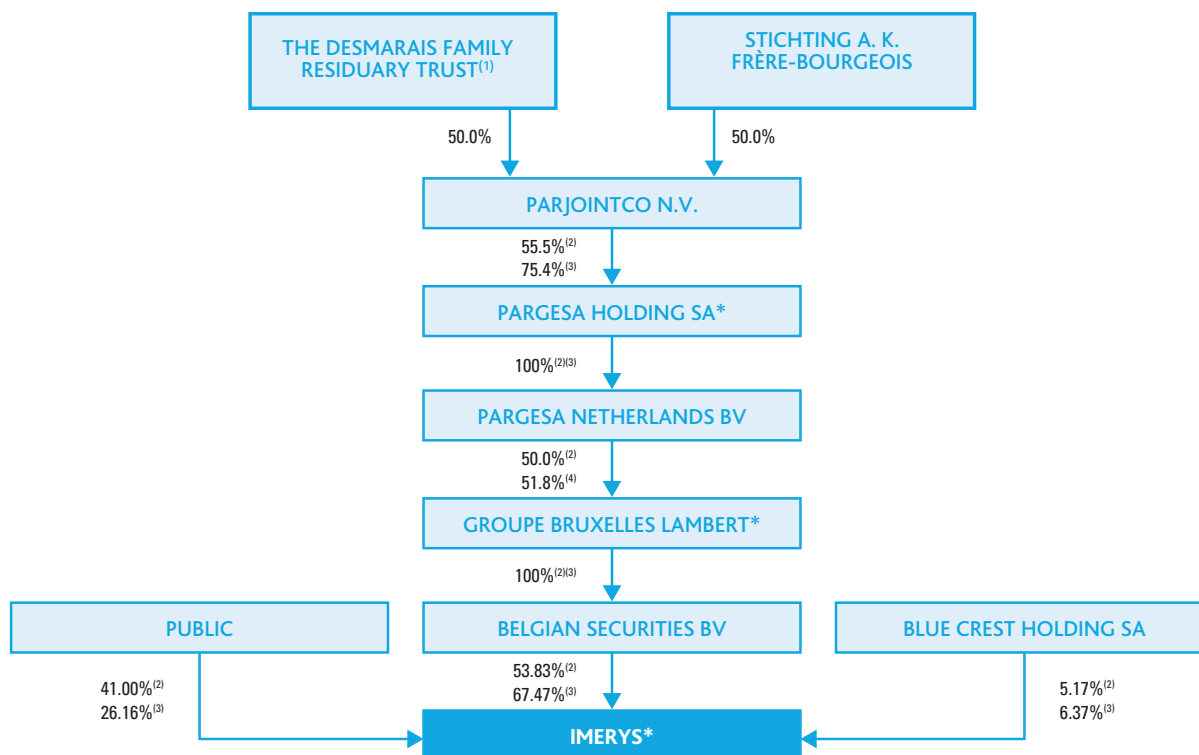 THE DESMARAIS FAMILY
RESIDUARY TRUST(1)
STICHTING A. K.
FRÈRE-BOURGEOIS
50.0%
50.0%
PARJOINTCO N.V.
55.5%(2)
75.4%(3)
PARGESA HOLDING SA*
100%(2)(3)
PARGESA NETHERLANDS BV
50.0%(2)
51.8%(4)
GROUPE BRUXELLES LAMBERT*
100%(2)(3)
PUBLIC
BELGIAN SECURITIES BV
BLUE CREST HOLDING SA
41.00%(2)
26.16%(3)
53.83%(2)
67.47%(3)
5.17%(2)
6.37%(3)
IMERYS*